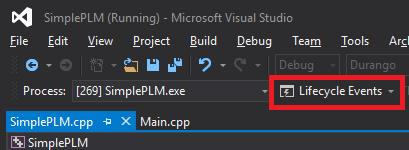 SimplePLM (Running) - Microsoft Visual Studio
File Edit View Project Build Debug Team Tools Ar
Debug Durango
Process: [269] SimplePLM.exe Lifecycle Events
SimplePLM.cpp Main.cpp
SimplePLM